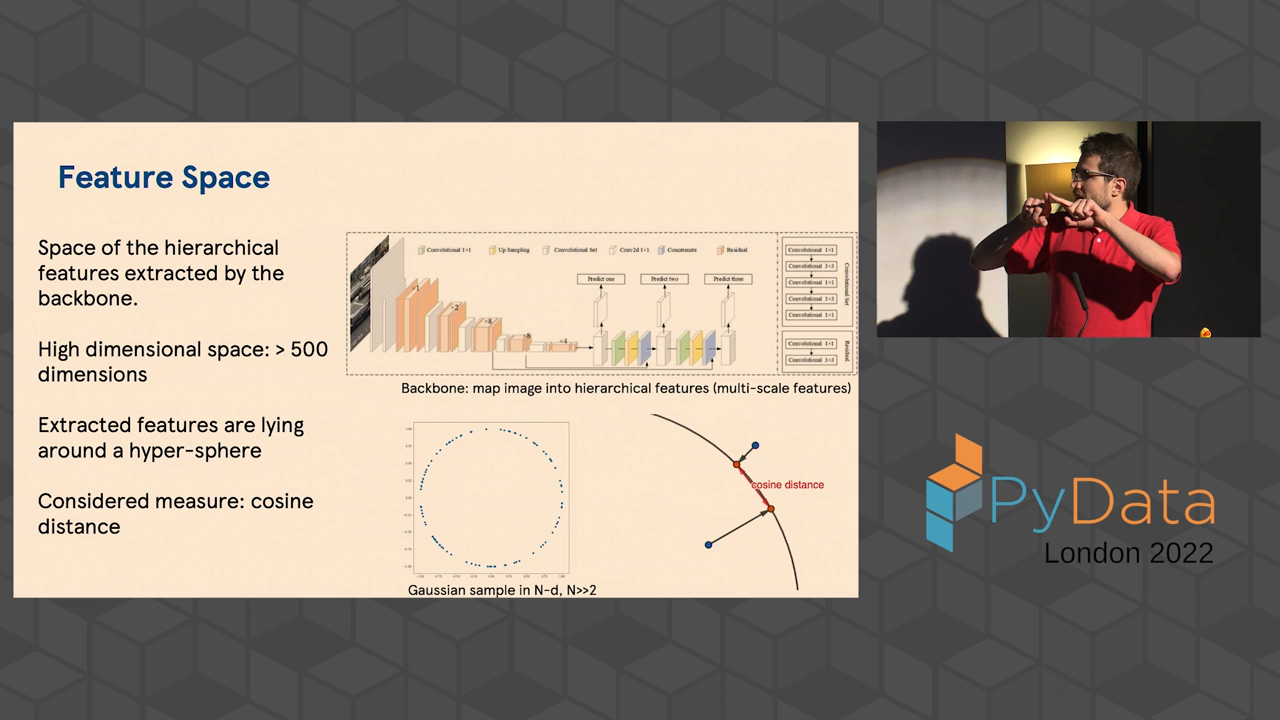 Feature Space
Space of the hierarchical
features extracted by the
backbone.
High dimensional space: > 500
dimensions
Extracted features are lying
around a hyper-sphere
Considered measure: cosine
distance
Convolutional 1×1
Up Sampling
Convolutional Set
Conv2d 1×1
Concatenate
Residual
Predict one
Predict two
Predict three
Convolutional 1×1
Convolutional 3×3
Convolutional 1×1
Convolutional 3×3
Convolutional 1×1
Convolutional Set
Convolutional 1×1
Convolutional 3×3
Residual
Backbone: map image into hierarchical features (multi-scale features)
cosine distance
Gaussian sample in N-d, N>>2
PyData
London 2022